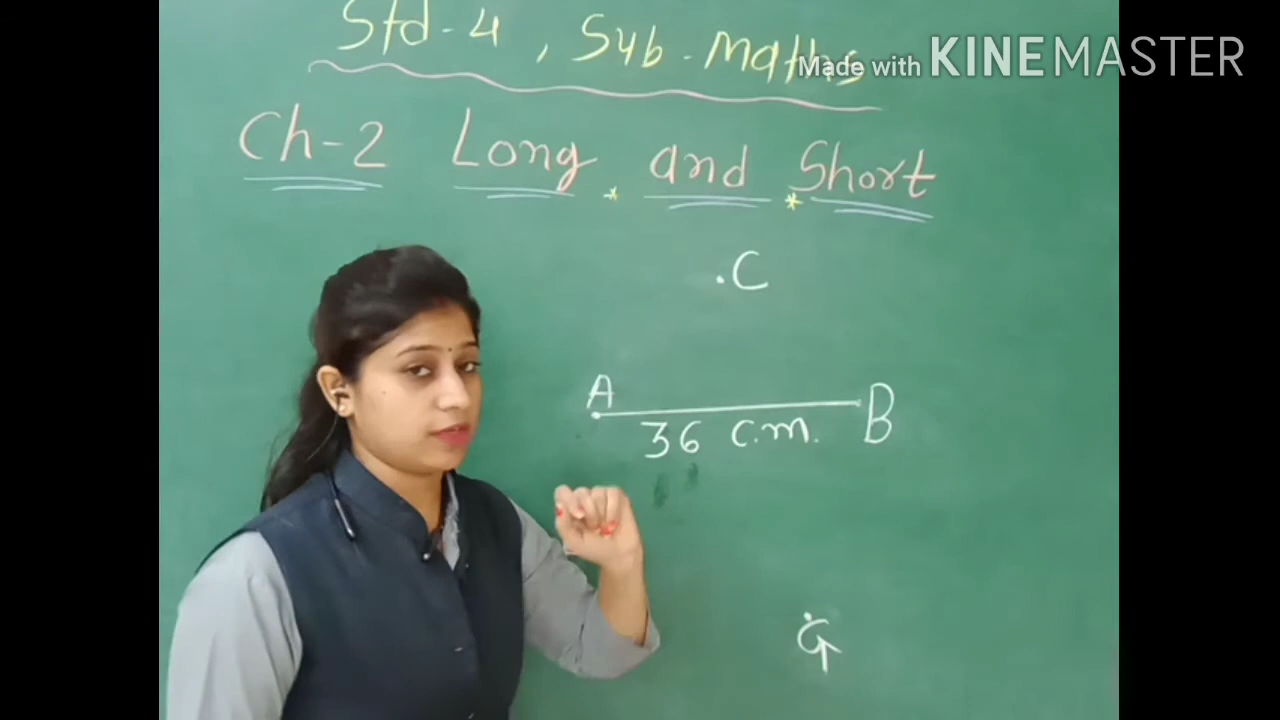 Std-4, Sub-Maths
Made with KINEMASTER
Ch-2 Long and Short
.C
A B
36 c.m.